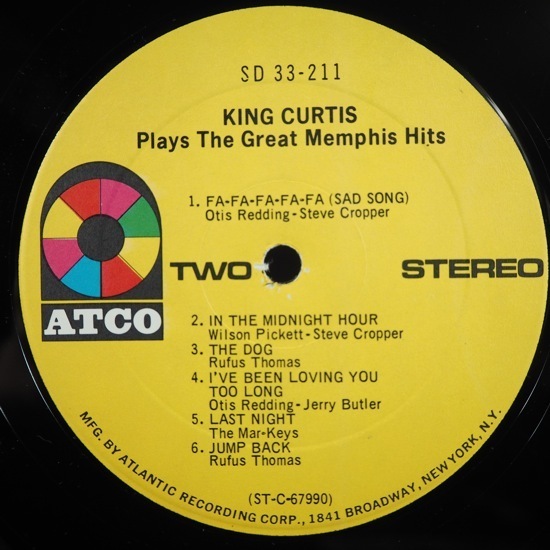 SD 33-211
KING CURTIS
Plays The Great Memphis Hits
1. FA-FA-FA-FA-FA (SAD SONG)
Otis Redding-Steve Cropper
TWO
STEREO
ATCO
2. IN THE MIDNIGHT HOUR
Wilson Pickett-Steve Cropper
3. THE DOG
Rufus Thomas
4. I'VE BEEN LOVING YOU
TOO LONG
Otis Redding-Jerry Butler
5. LAST NIGHT
The Mar-Keys
6. JUMP BACK
Rufus Thomas
(ST-C-67990)
MFG. BY ATLANTIC RECORDING CORP., 1841 BROADWAY, NEW YORK, N.Y.